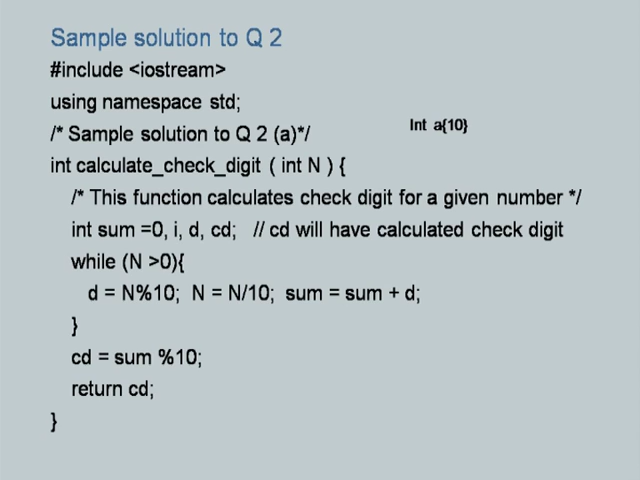 Sample solution to Q 2
#include <iostream>
using namespace std;
/* Sample solution to Q 2 (a)*/
Int a{10}
int calculate_check_digit ( int N ) {
/* This function calculates check digit for a given number */
int sum =0, i, d, cd; // cd will have calculated check digit
while (N >0){
d = N%10; N = N/10; sum = sum + d;
}
cd = sum %10;
return cd;
}